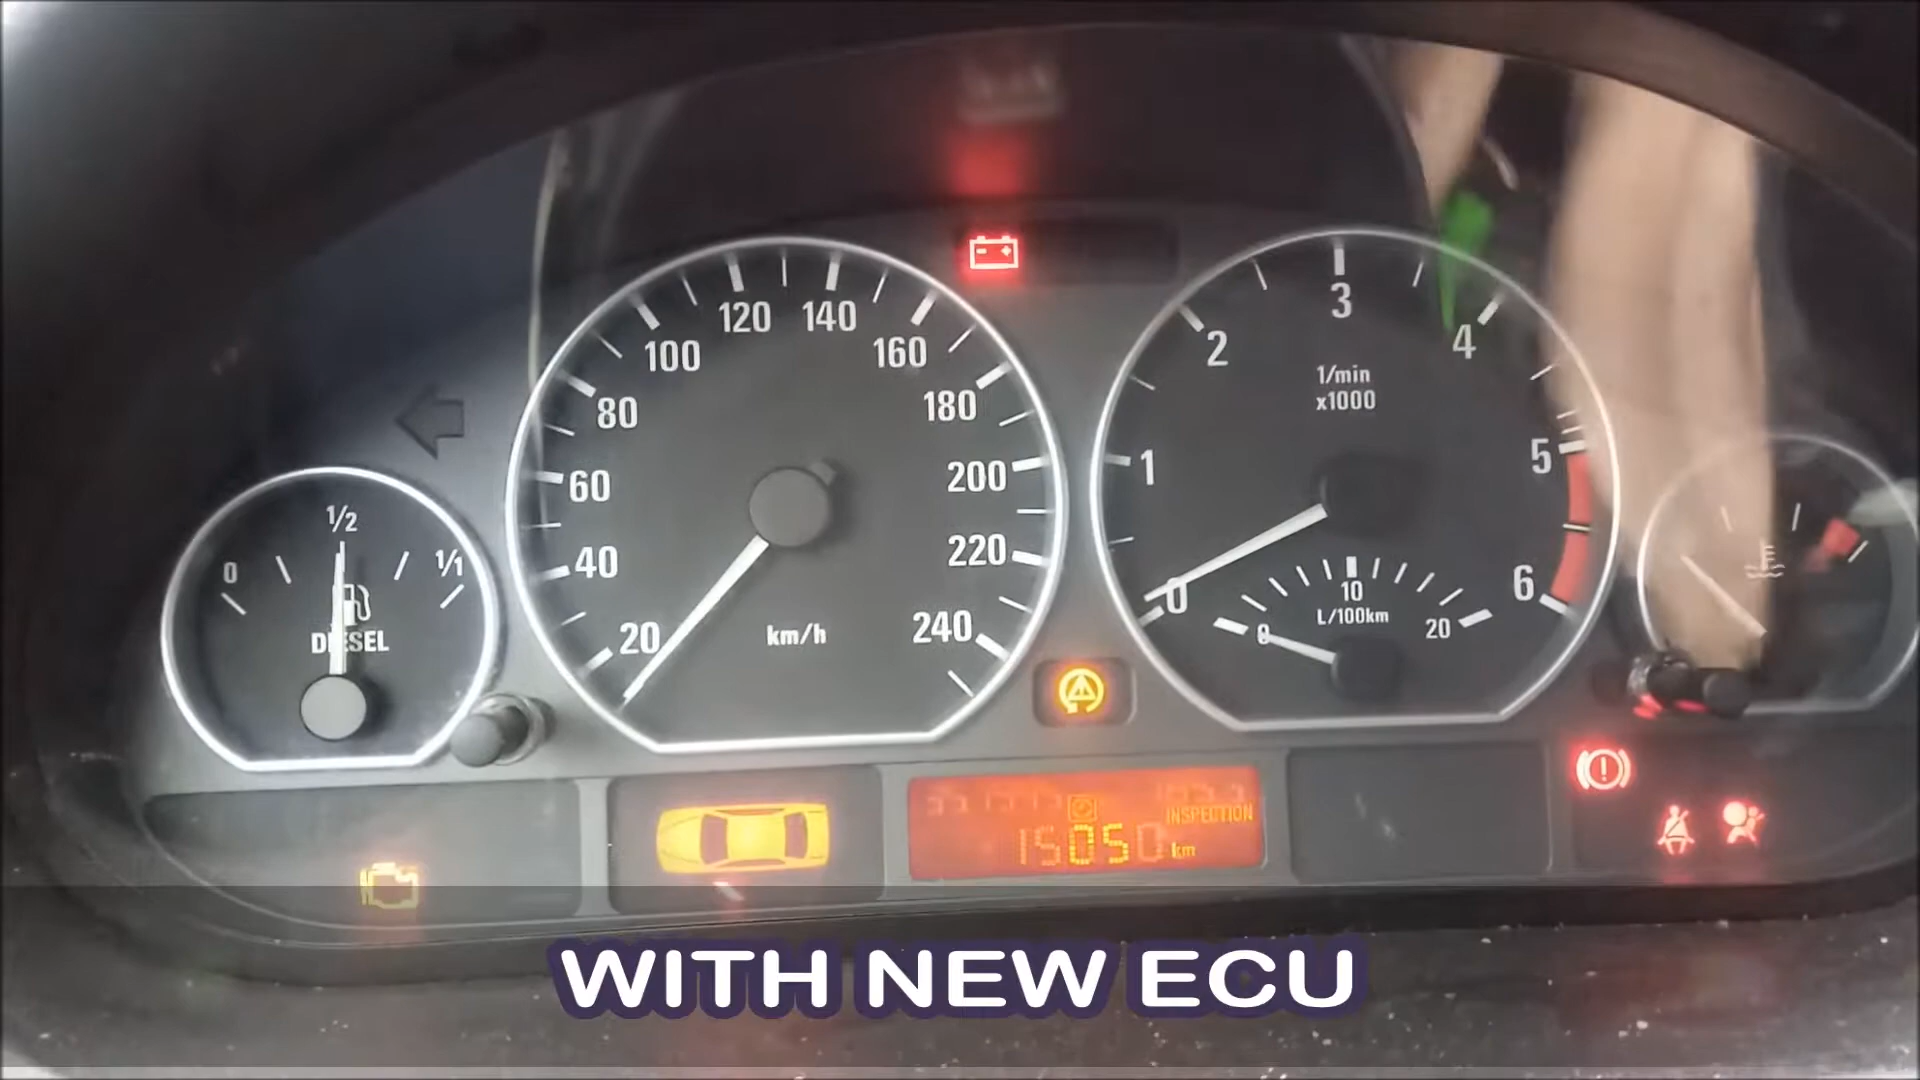 120 140
100 160
80 180
60 200
40 220
20 km/h 240
0 1/2 1/1
DIESEL
3
2 4
1/min
x1000
1 5
0 10 6
L/100km
0 20
INSPECTION
km
WITH NEW ECU